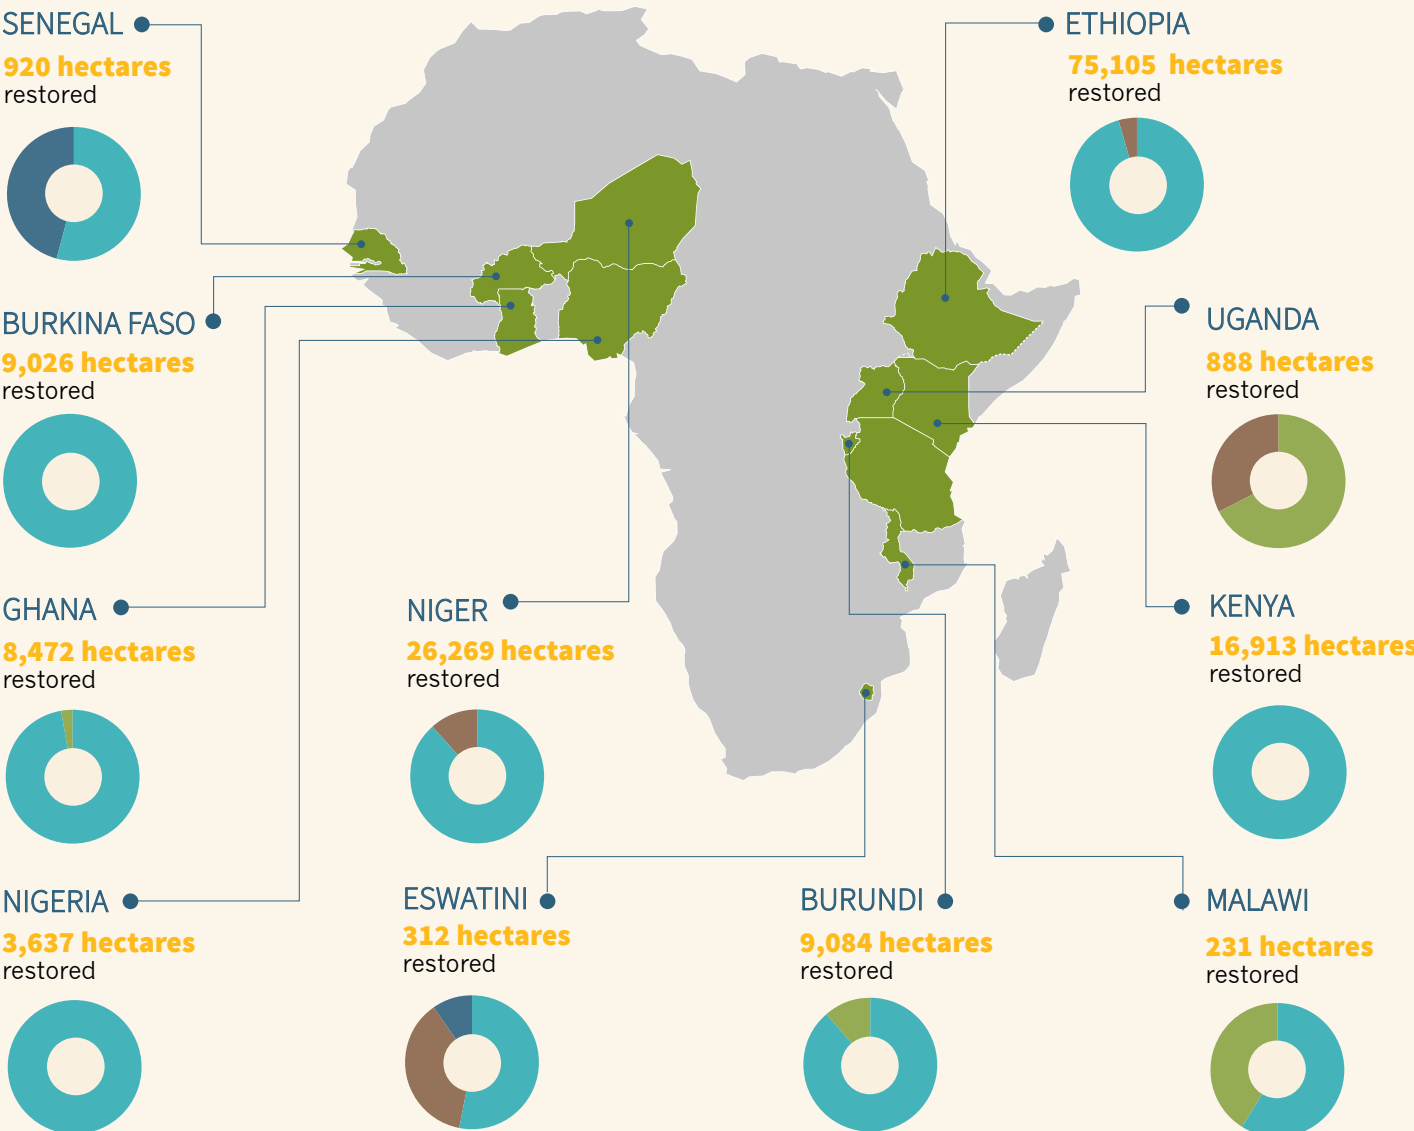 SENEGAL
920 hectares
restored
ETHIOPIA
75,105 hectares
restored
BURKINA FASO
9,026 hectares
restored
UGANDA
888 hectares
restored
GHANA
8,472 hectares
restored
NIGER
26,269 hectares
restored
KENYA
16,913 hectares
restored
NIGERIA
3,637 hectares
restored
ESWATINI
312 hectares
restored
BURUNDI
9,084 hectares
restored
MALAWI
231 hectares
restored